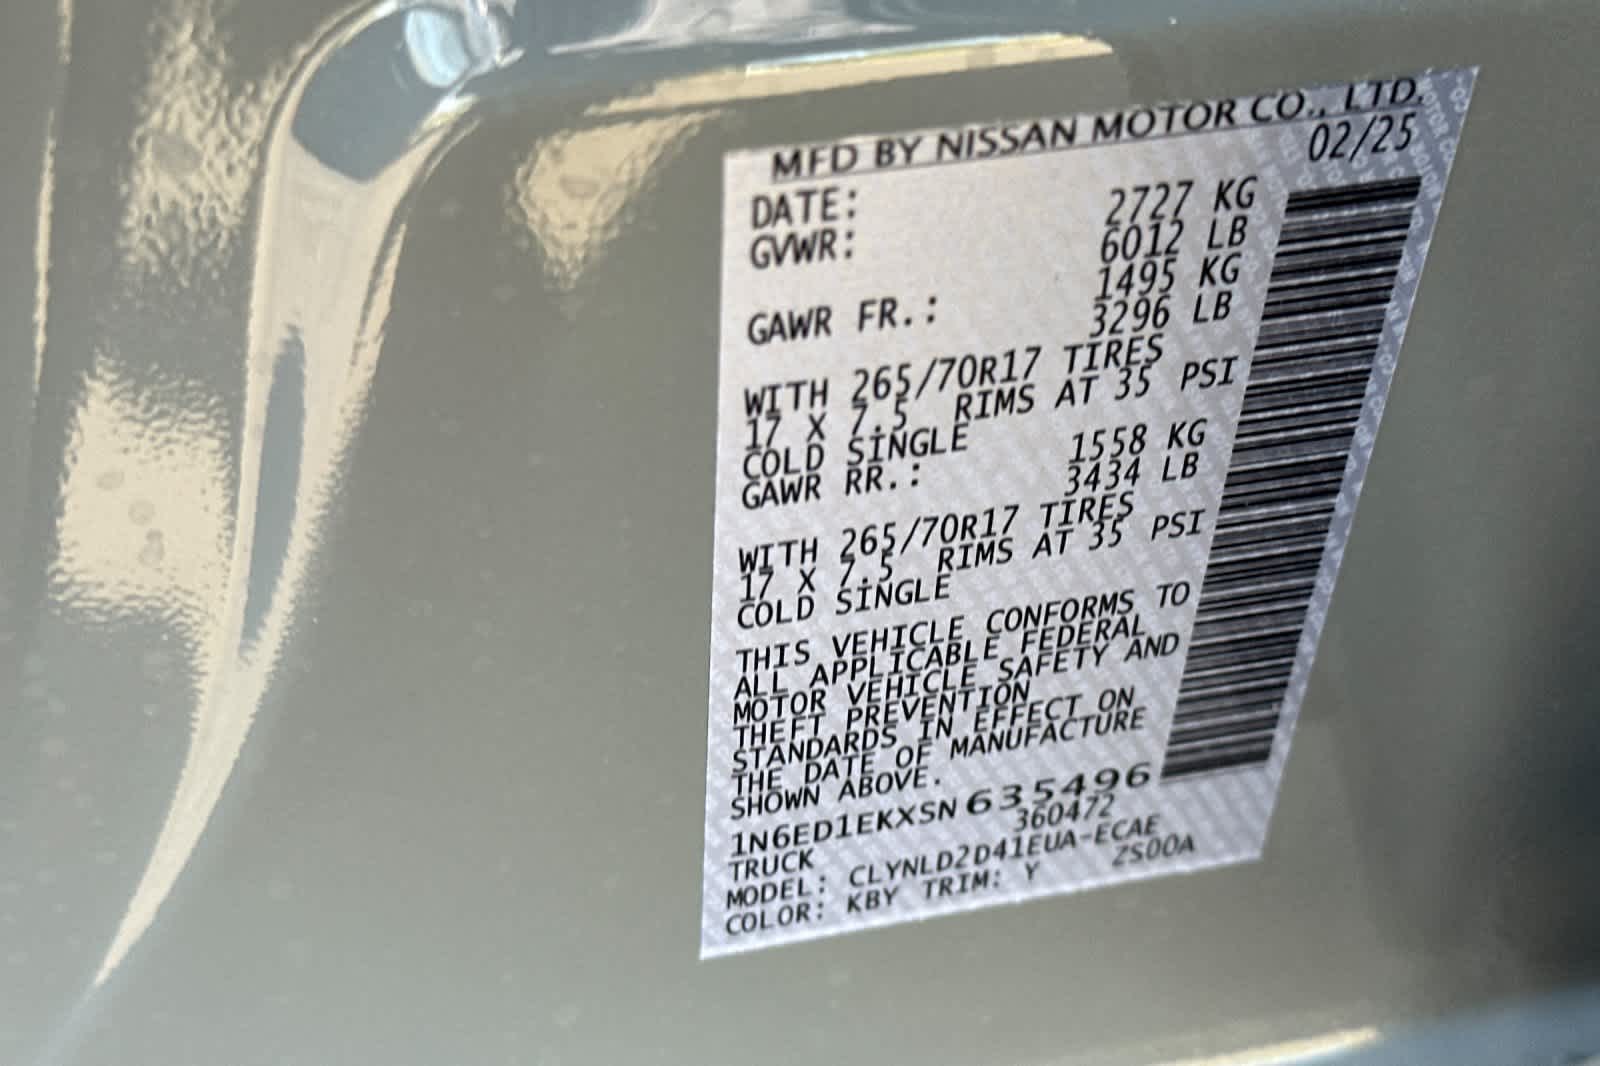 MFD BY NISSAN MOTOR CO., LTD.
DATE: 02/25
GVWR: 2727 KG
6012 LB
GAWR FR.: 1495 KG
3296 LB
WITH 265/70R17 TIRES
17 X 7.5 RIMS AT 35 PSI
COLD SINGLE
GAWR RR.: 1558 KG
3434 LB
WITH 265/70R17 TIRES
17 X 7.5 RIMS AT 35 PSI
COLD SINGLE
THIS VEHICLE CONFORMS TO
ALL APPLICABLE FEDERAL
MOTOR VEHICLE SAFETY AND
THEFT PREVENTION
STANDARDS IN EFFECT ON
THE DATE OF MANUFACTURE
SHOWN ABOVE.
1N6ED1EKXSN635496
TRUCK 360472
MODEL: CLYNLD2D41EUA-ECAE
COLOR: KBY TRIM: Y ZS00A